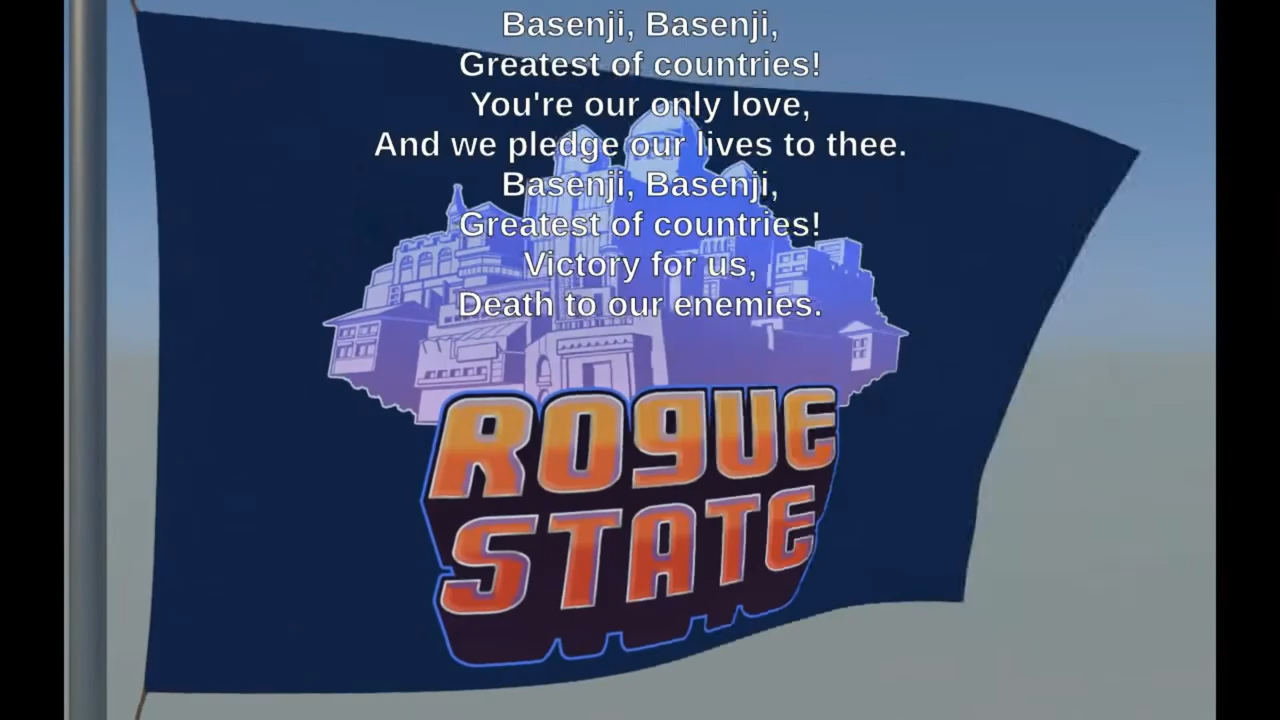 Basenji, Basenji,
Greatest of countries!
You're our only love,
And we pledge our lives to thee.
Basenji, Basenji,
Greatest of countries!
Victory for us,
Death to our enemies.
ROGUE
STATE